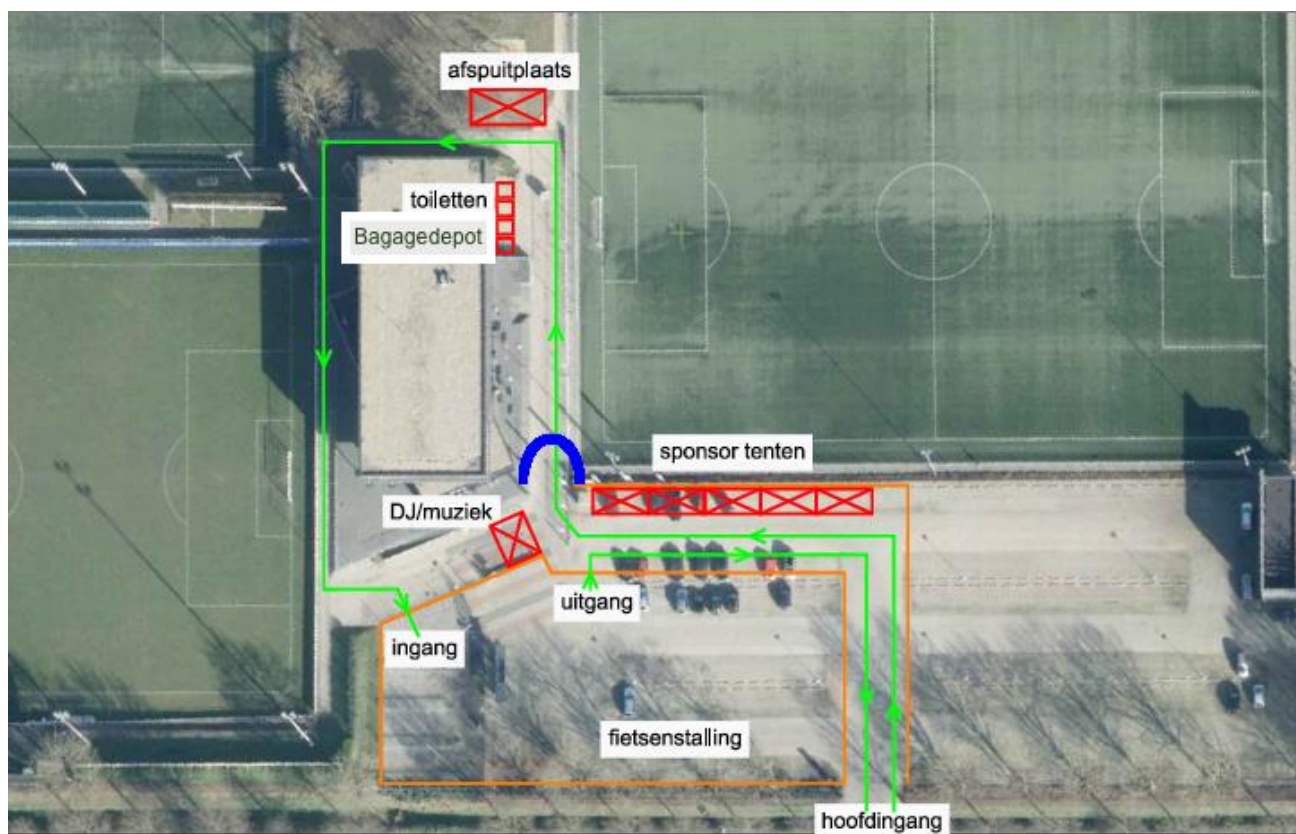 afspuitplaats
toiletten
Bagagedepot
sponsor tenten
DJ/muziek
uitgang
ingang
fietsenstalling
hoofdingang